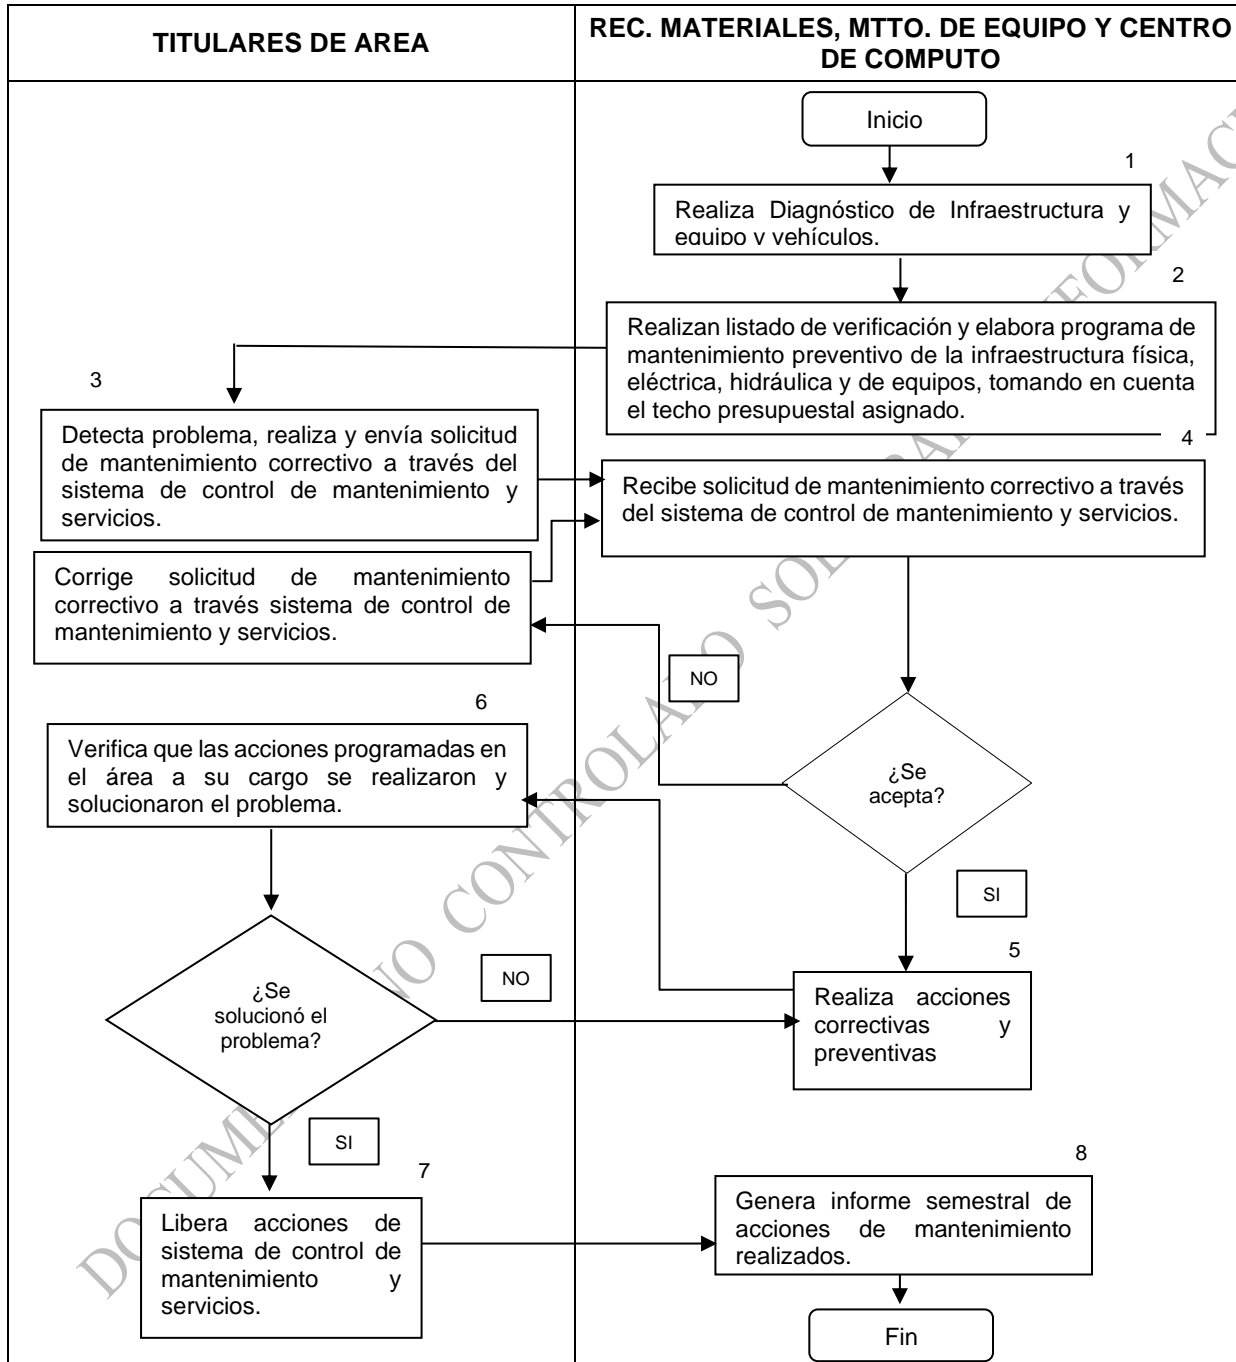 TITULARES DE AREA
REC. MATERIALES, MTTO. DE EQUIPO Y CENTRO
DE COMPUTO
Inicio
1
Realiza Diagnóstico de Infraestructura y
equipo y vehículos.
2
Realizan listado de verificación y elabora programa de
mantenimiento preventivo de la infraestructura física,
eléctrica, hidráulica y de equipos, tomando en cuenta
el techo presupuestal asignado.
3
Detecta problema, realiza y envía solicitud
de mantenimiento correctivo a través del
sistema de control de mantenimiento y
servicios.
4
Recibe solicitud de mantenimiento correctivo a través
del sistema de control de mantenimiento y servicios.
Corrige solicitud de mantenimiento
correctivo a través sistema de control de
mantenimiento y servicios.
NO
¿Se
acepta?
SI
5
Realiza acciones
correctivas y
preventivas
6
Verifica que las acciones programadas en
el área a su cargo se realizaron y
solucionaron el problema.
¿Se
solucionó el
problema?
NO
SI
7
Libera acciones de
sistema de control de
mantenimiento y
servicios.
8
Genera informe semestral de
acciones de mantenimiento
realizados.
Fin
NO CONTROLADO